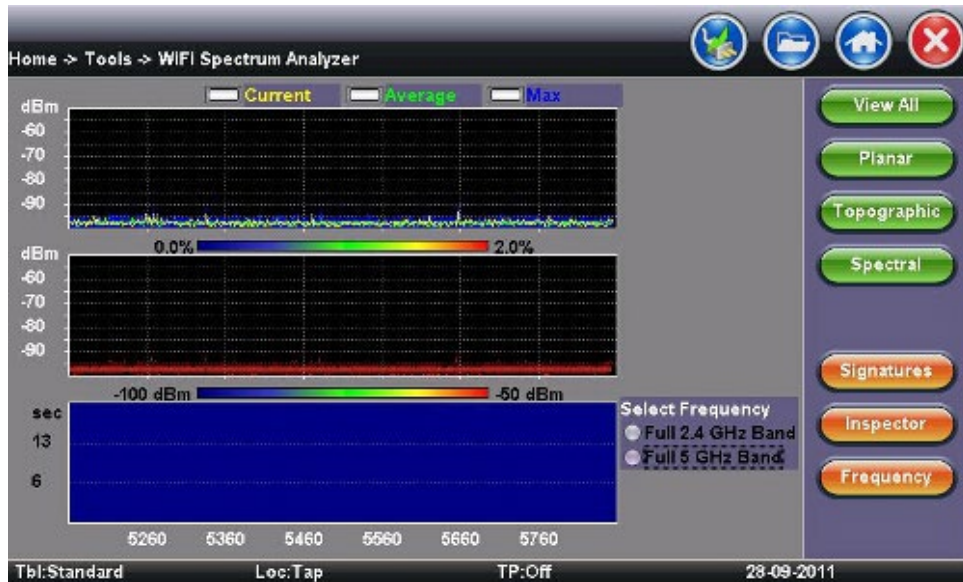 Home -> Tools -> WIFI Spectrum Analyzer
Current Average Max
dBm
-60
-70
-80
-90
0.0% 2.0%
dBm
-60
-70
-80
-90
-100 dBm -50 dBm
sec
13
6
5260 5360 5460 5560 5660 5760
Select Frequency
Full 2.4 GHz Band
Full 5 GHz Band
View All
Planar
Topographic
Spectral
Signatures
Inspector
Frequency
Tbl:Standard Loc:Tap TP:Off 28-09-2011